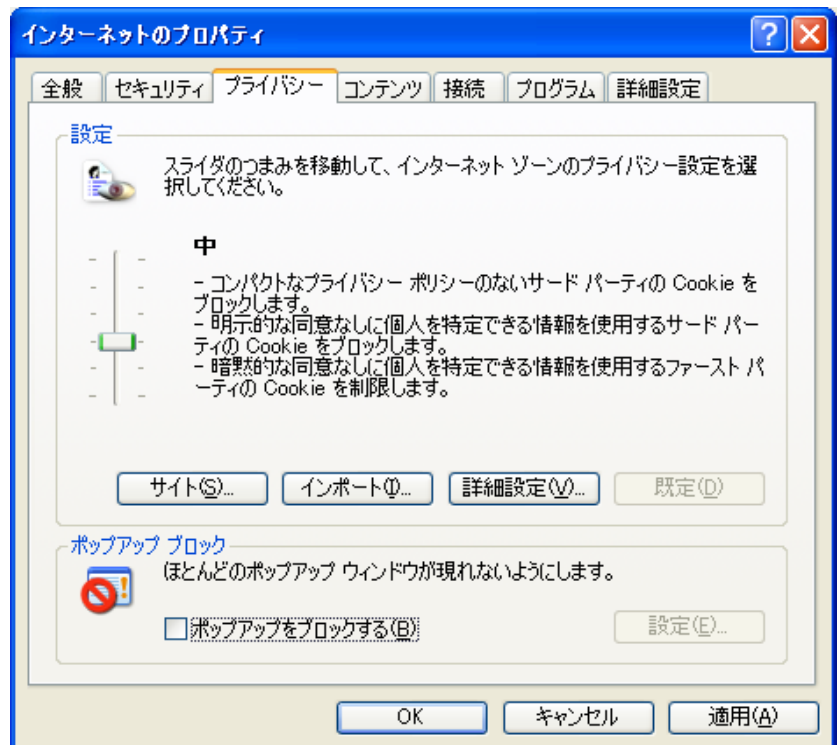 インターネットのプロパティ
全般 セキュリティ プライバシー コンテンツ 接続 プログラム 詳細設定
設定
スライダのつまみを移動して、インターネット ゾーンのプライバシー設定を選
択してください。
中
- コンパクトなプライバシー ポリシーのないサード パーティの Cookie を
ブロックします。
- 明示的な同意なしに個人を特定できる情報を使用するサード パー
ティの Cookie をブロックします。
- 暗黙的な同意なしに個人を特定できる情報を使用するファースト パ
ーティの Cookie を制限します。
サイト(S)... インポート(I)... 詳細設定(V)... 既定(D)
ポップアップ ブロック
ほとんどのポップアップ ウィンドウが現れないようにします。
ポップアップをブロックする(B) 設定(E)...
OK キャンセル 適用(A)